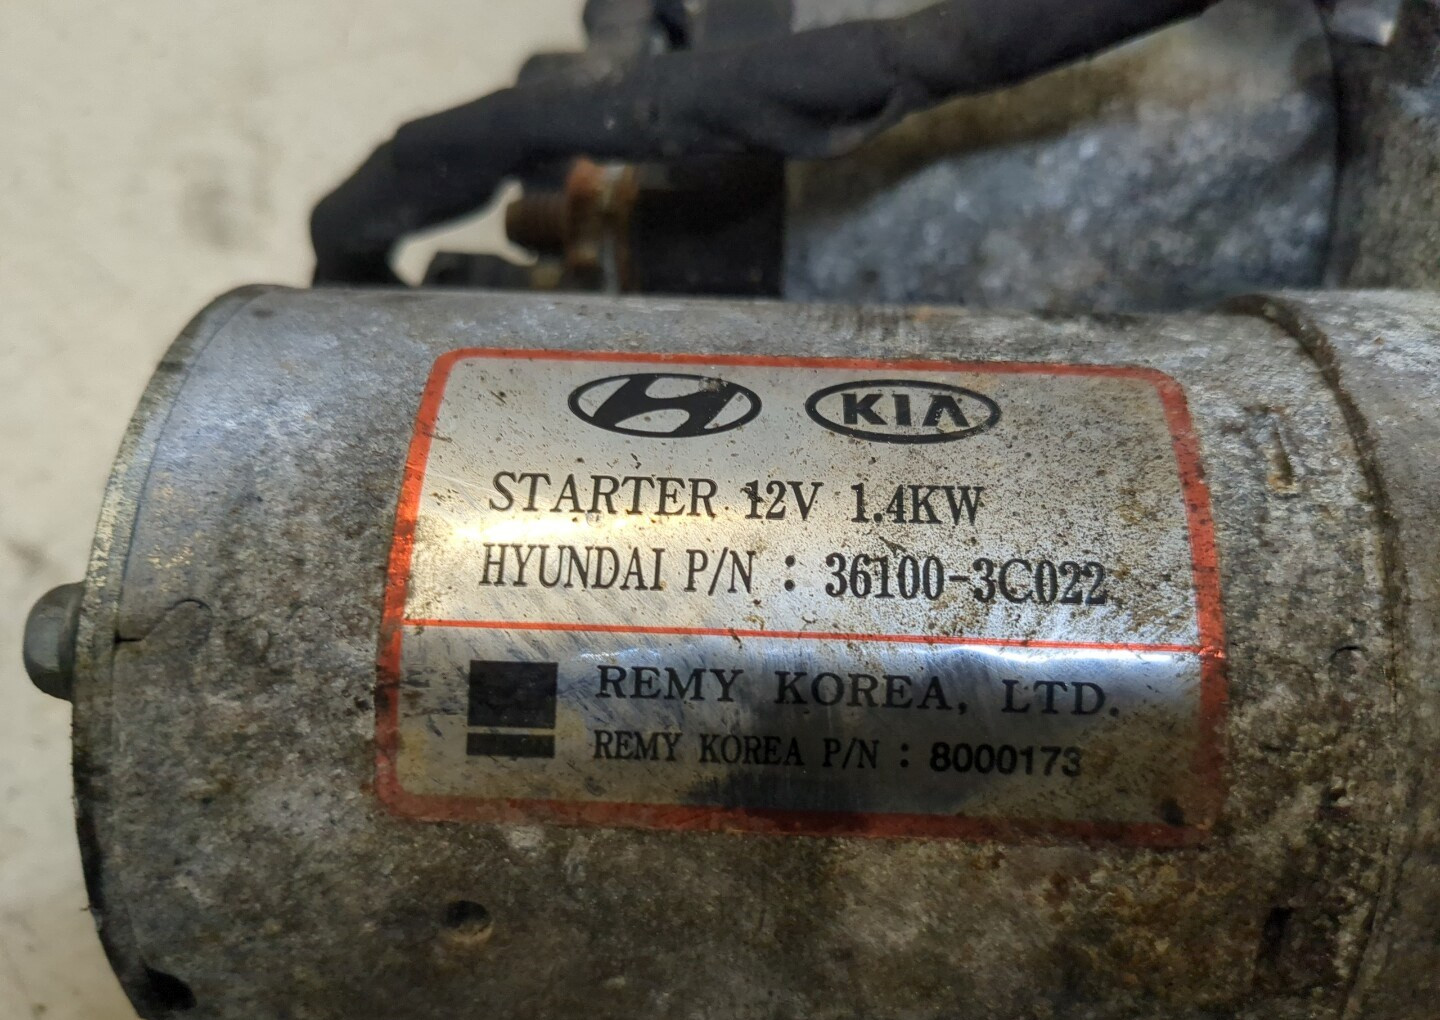 KIA
STARTER 12V 1.4KW
HYUNDAI P/N : 36100-3C022
REMY KOREA, LTD.
REMY KOREA P/N : 8000173